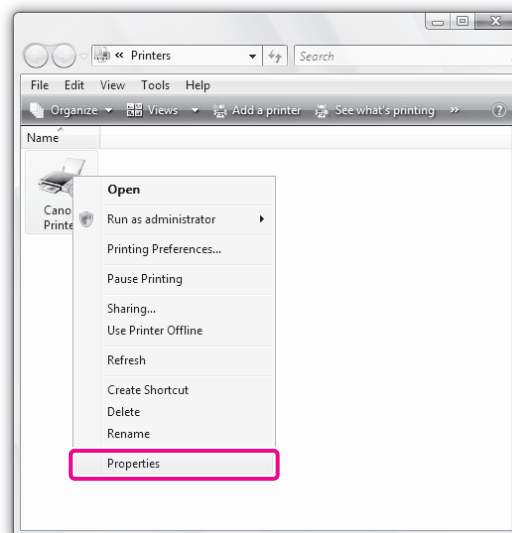 « Printers
Search
File Edit View Tools Help
Organize Views Add a printer See what's printing »
Name
Cano
Printe
Open
Run as administrator
Printing Preferences...
Pause Printing
Sharing...
Use Printer Offline
Refresh
Create Shortcut
Delete
Rename
Properties